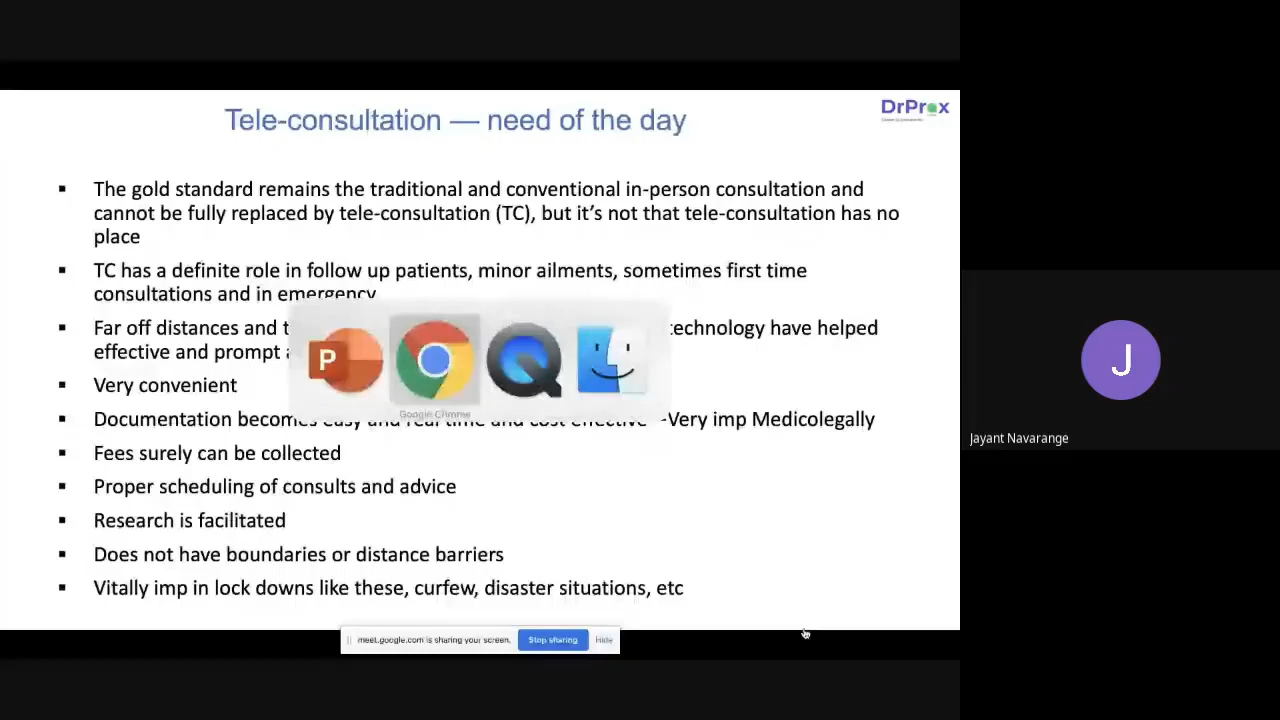 Tele-consultation — need of the day
DrProx
The gold standard remains the traditional and conventional in-person consultation and
cannot be fully replaced by tele-consultation (TC), but it's not that tele-consultation has no
place
TC has a definite role in follow up patients, minor ailments, sometimes first time
consultations and in emergency
Far off distances and technology have helped
effective and prompt
Very convenient
Documentation becomes easy and real time and cost effective -Very imp Medicolegally
Fees surely can be collected
Proper scheduling of consults and advice
Research is facilitated
Does not have boundaries or distance barriers
Vitally imp in lock downs like these, curfew, disaster situations, etc
P
Google Chrome
meet.google.com is sharing your screen.
Stop sharing
Hide
J
Jayant Navarange